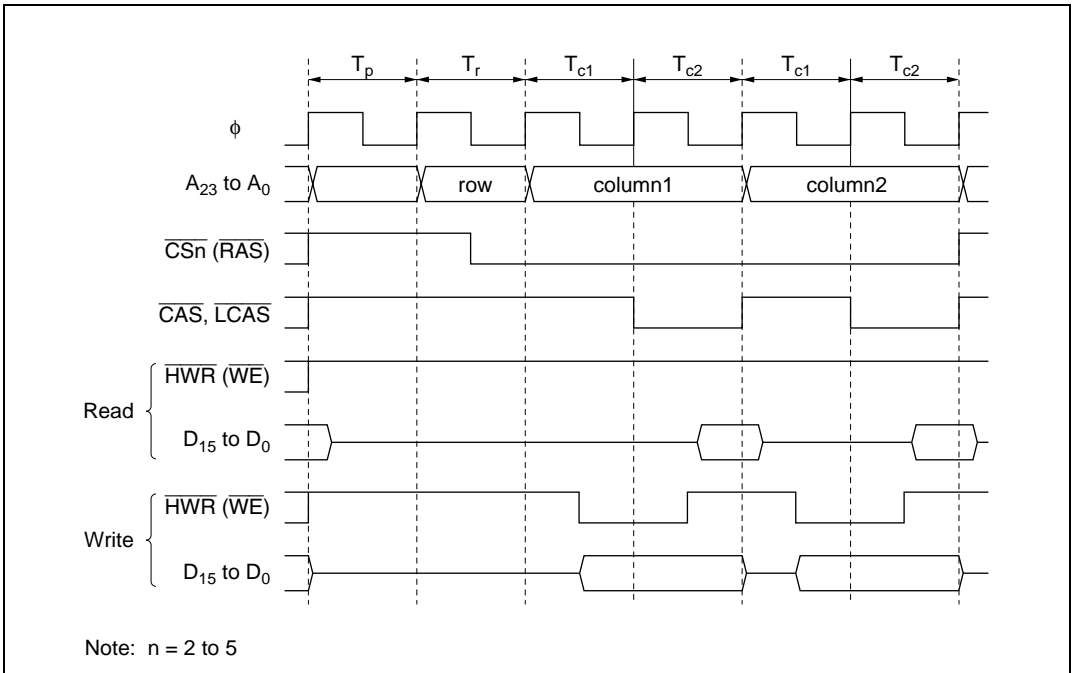 Tp Tr Tc1 Tc2 Tc1 Tc2
ϕ
A23 to A0 row column1 column2
CSn (RAS)
CAS, LCAS
Read
HWR (WE)
D15 to D0
Write
HWR (WE)
D15 to D0
Note: n = 2 to 5